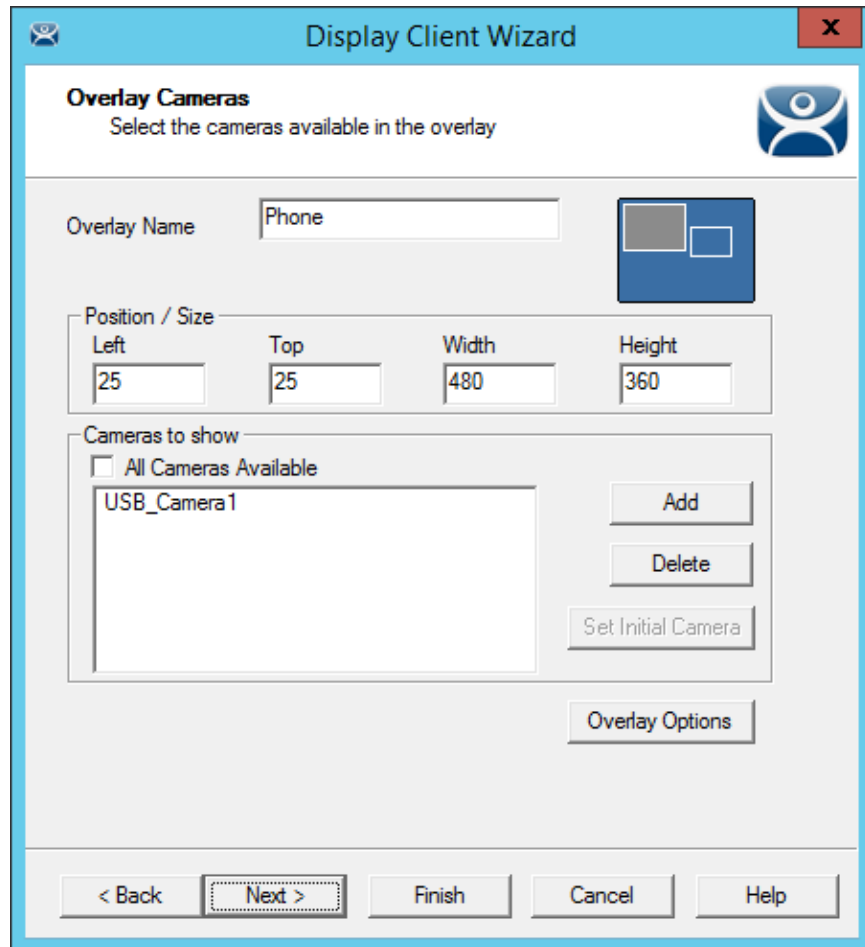 Display Client Wizard
x
Overlay Cameras
Select the cameras available in the overlay
Overlay Name
Phone
Position / Size
Left Top Width Height
25 25 480 360
Cameras to show
All Cameras Available
USB_Camera1
Add
Delete
Set Initial Camera
Overlay Options
< Back Next > Finish Cancel Help